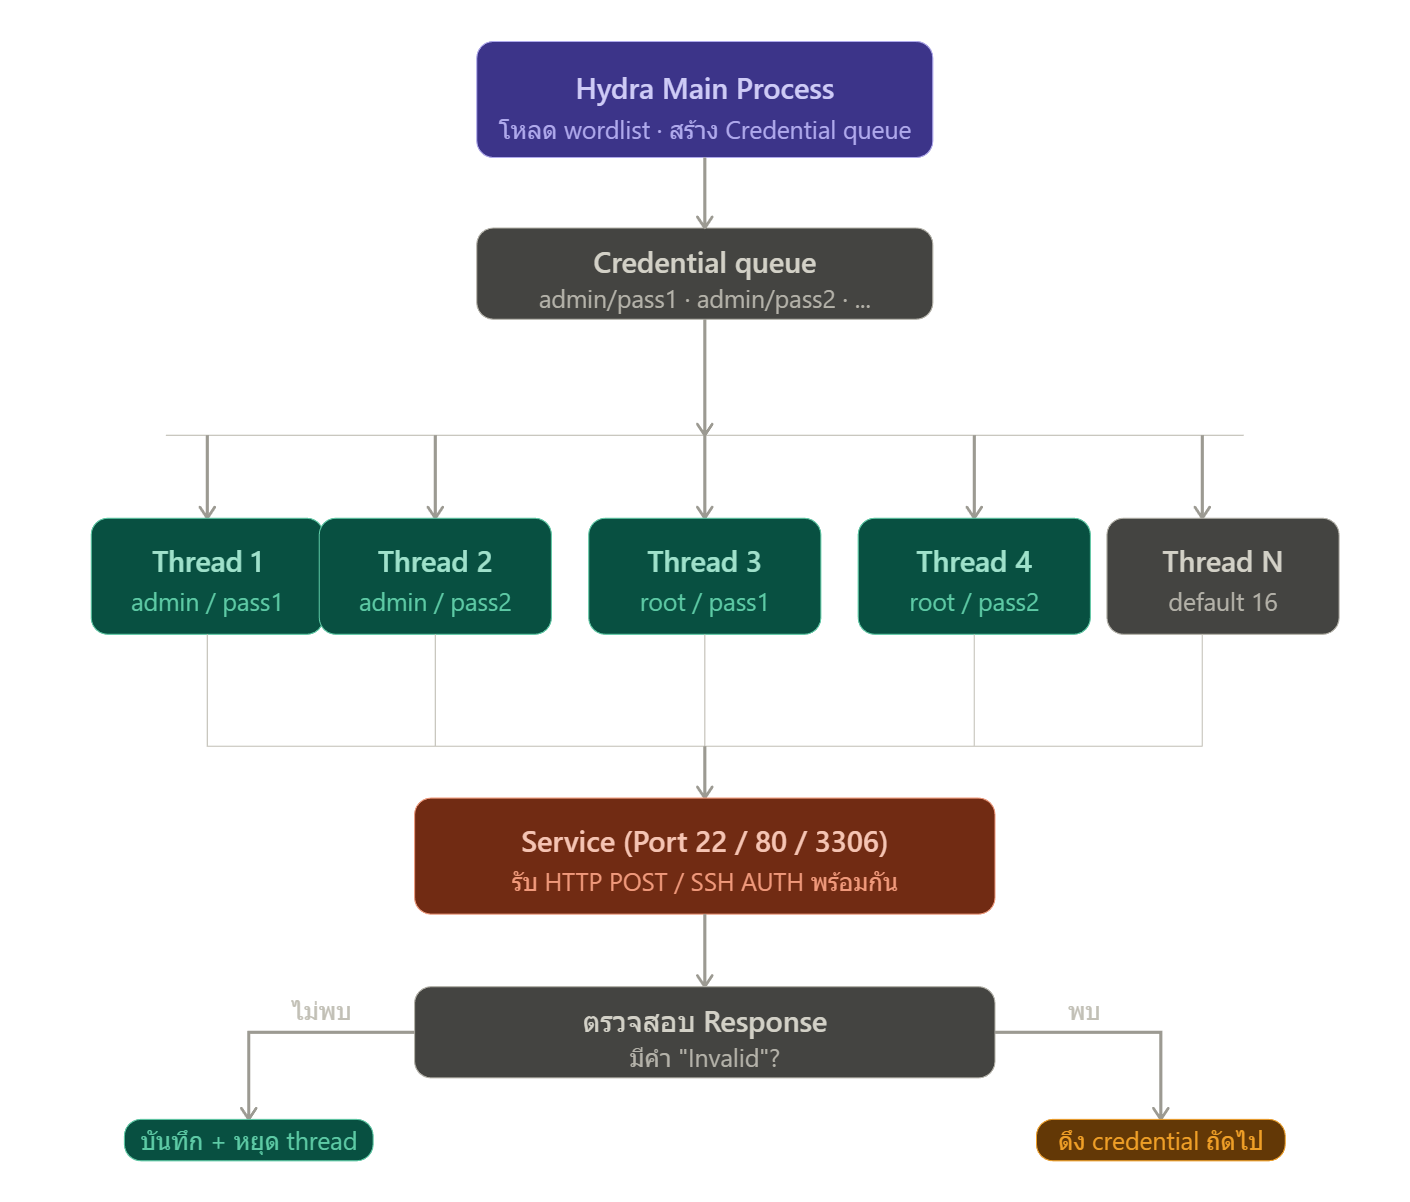 Hydra Main Process
โหลด wordlist · สร้าง Credential queue
Credential queue
admin/pass1 · admin/pass2 · ...
Thread 1
admin / pass1
Thread 2
admin / pass2
Thread 3
root / pass1
Thread 4
root / pass2
Thread N
default 16
Service (Port 22 / 80 / 3306)
รับ HTTP POST / SSH AUTH พร้อมกัน
ไม่พบ
ตรวจสอบ Response
มีคำ "Invalid"?
พบ
บันทึก + หยุด thread
ดึง credential ถัดไป